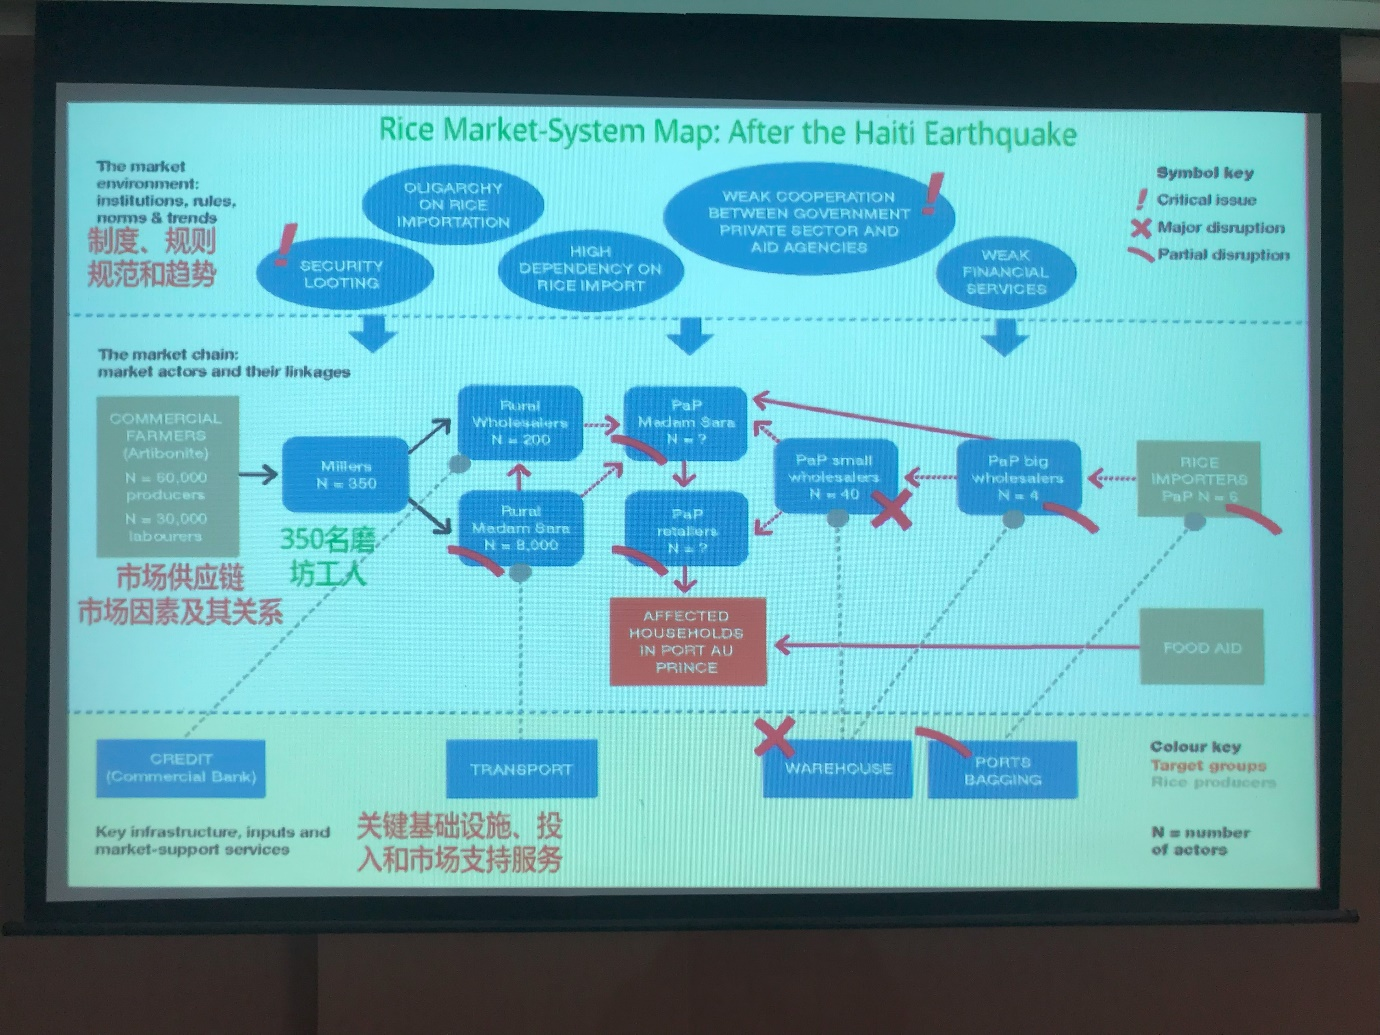 Rice Market-System Map: After the Haiti Earthquake
The market
environment:
institutions, rules,
norms & trends
制度、规则
规范和趋势
OLIGARCHY
ON RICE
IMPORTATION
SECURITY
LOOTING
HIGH
DEPENDENCY ON
RICE IMPORT
WEAK COOPERATION
BETWEEN GOVERNMENT
PRIVATE SECTOR AND
AID AGENCIES
WEAK
FINANCIAL
SERVICES
Symbol key
Critical issue
Major disruption
Partial disruption
The market chain:
market actors and their linkages
COMMERCIAL
FARMERS
(Artibonite)
N = 60,000
producers
N = 30,000
labourers
市场供应链
市场因素及其关系
Millers
N = 350
350名磨
坊工人
Rural
Wholesalers
N = 200
Rural
Madam Sara
N = 8,000
PaP
Madam Sara
N = ?
PaP
retailers
N = ?
PaP small
wholesalers
N = 40
PaP big
wholesalers
N = 4
RICE
IMPORTERS
PaP N = 6
AFFECTED
HOUSEHOLDS
IN PORT AU
PRINCE
FOOD AID
CREDIT
(Commercial Bank)
TRANSPORT
WAREHOUSE
PORTS
BAGGING
Key infrastructure, inputs and
market-support services
关键基础设施、投
入和市场支持服务
Colour key
Target groups
Rice producers
N = number
of actors